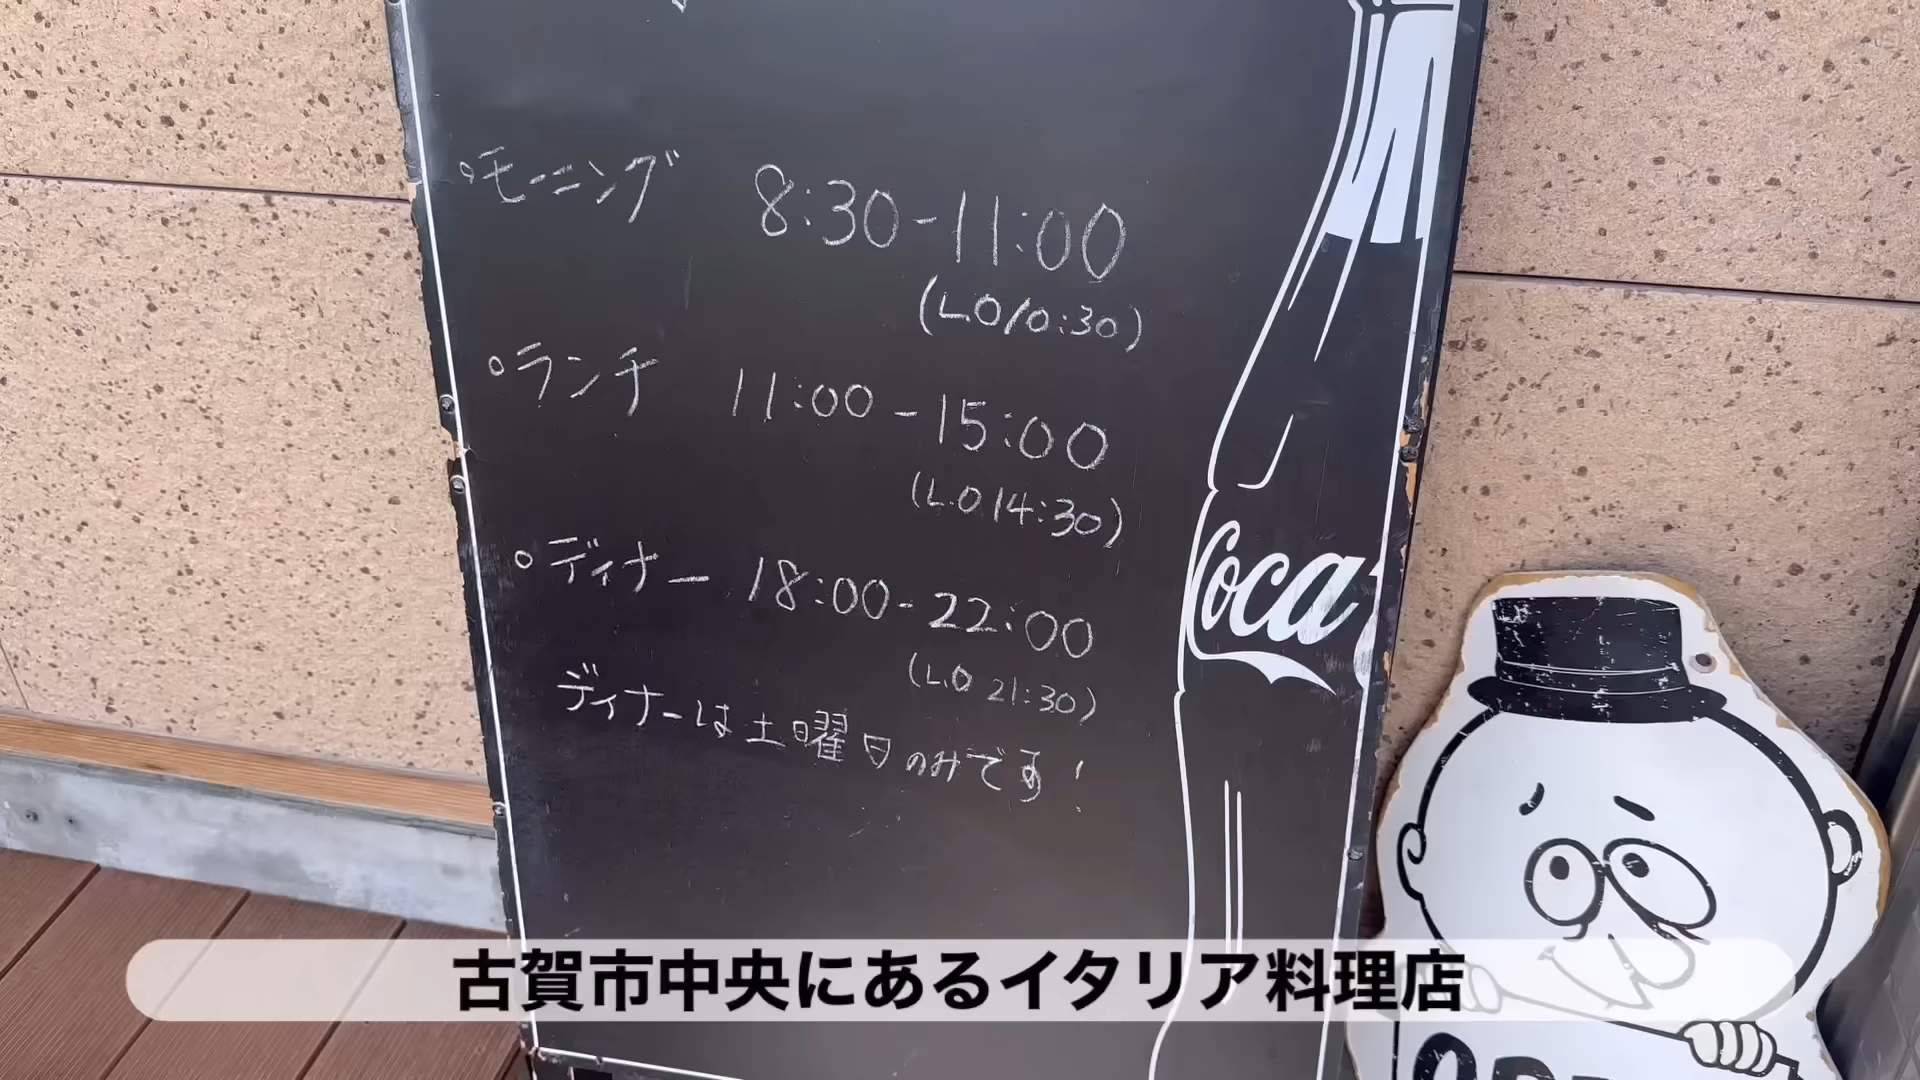 ◦モーニング 8:30-11:00
(L.O 10:30)
◦ランチ 11:00-15:00
(L.O 14:30)
◦ディナー 18:00-22:00
(L.O 21:30)
ディナーは土曜日のみです!
Coca
古賀市中央にあるイタリア料理店